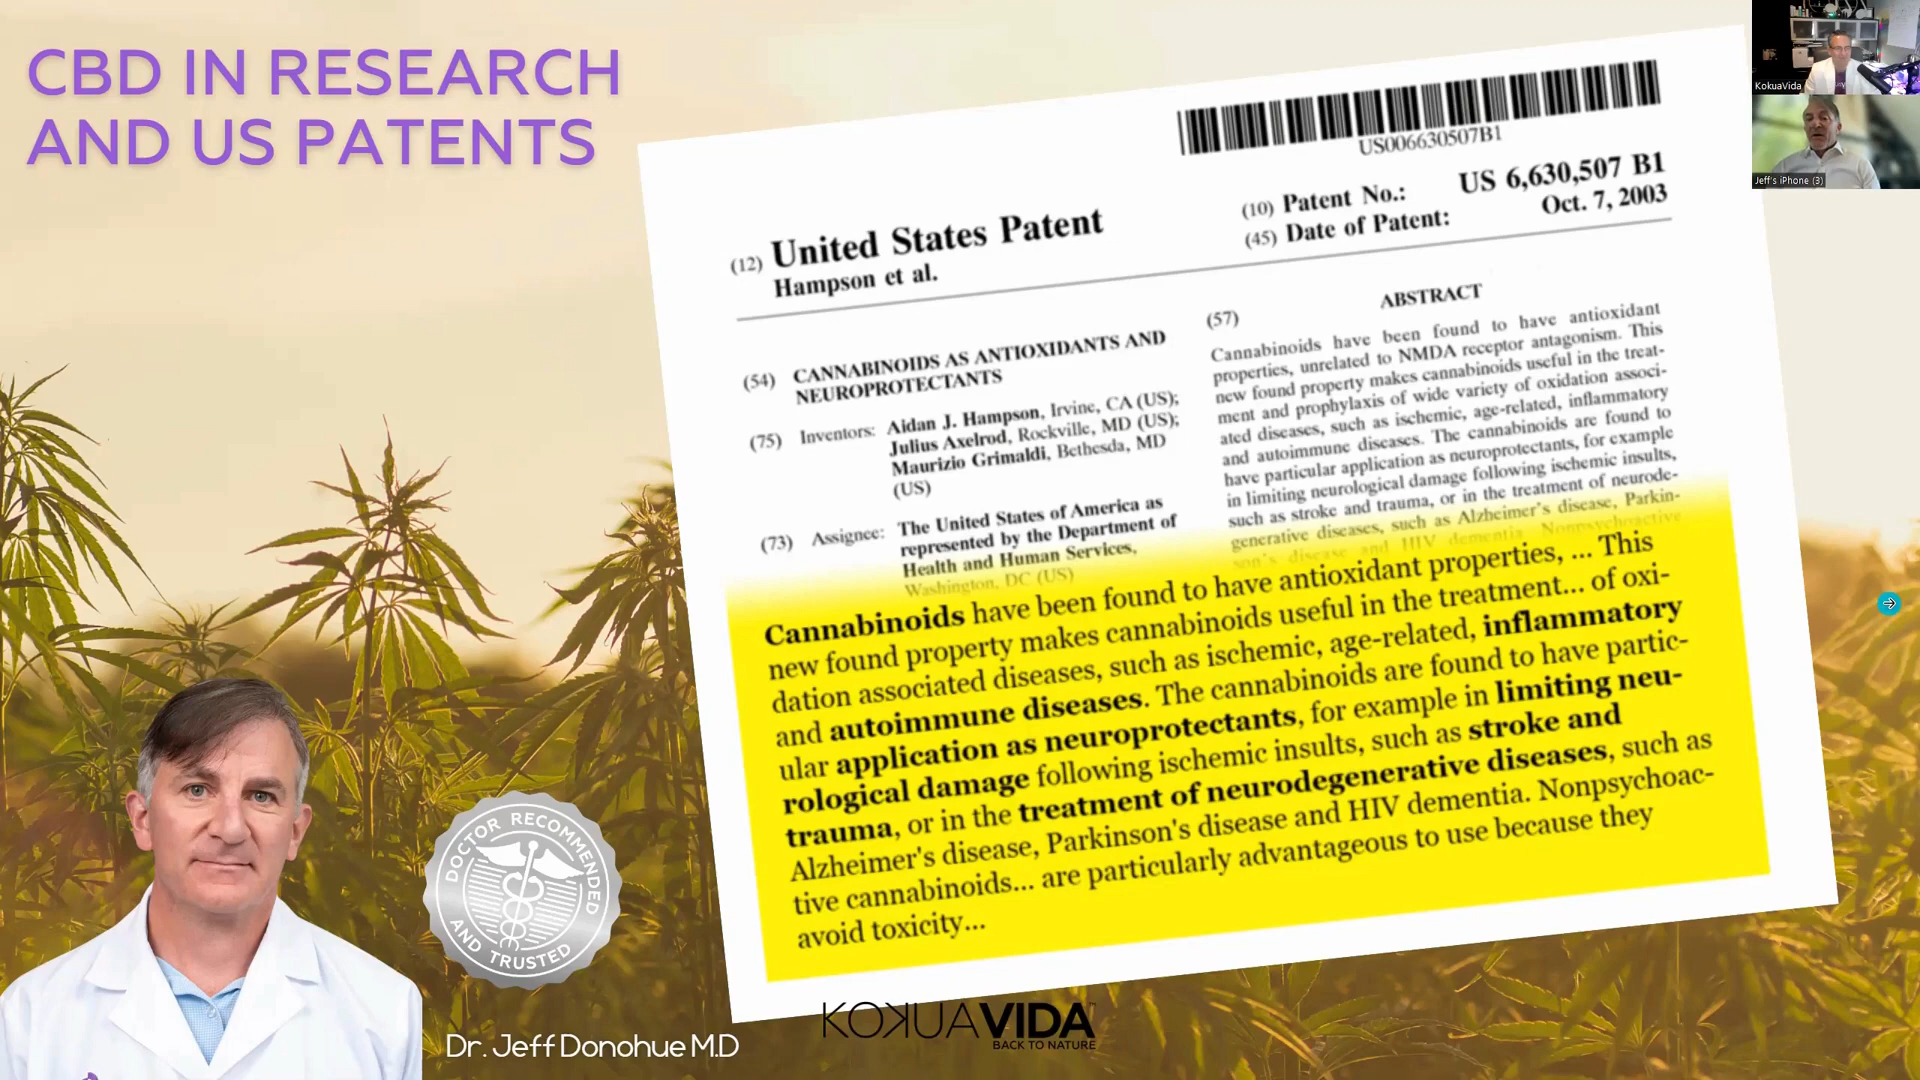 CBD IN RESEARCH
AND US PATENTS
KokuaVida
Jeff's iPhone (3)
US006630507B1
(12) United States Patent
Hampson et al.
(10) Patent No.: US 6,630,507 B1
(45) Date of Patent: Oct. 7, 2003
(54) CANNABINOIDS AS ANTIOXIDANTS AND
NEUROPROTECTANTS
(75) Inventors: Aidan J. Hampson, Irvine, CA (US);
Julius Axelrod, Rockville, MD (US);
Maurizio Grimaldi, Bethesda, MD
(US)
(73) Assignee: The United States of America as
represented by the Department of
Health and Human Services,
Washington, DC (US)
(57) ABSTRACT
Cannabinoids have been found to have antioxidant
properties, unrelated to NMDA receptor antagonism. This
new found property makes cannabinoids useful in the treat-
ment and prophylaxis of wide variety of oxidation associ-
ated diseases, such as ischemic, age-related, inflammatory
and autoimmune diseases. The cannabinoids are found to
have particular application as neuroprotectants, for example
in limiting neurological damage following ischemic insults,
such as stroke and trauma, or in the treatment of neurode-
generative diseases, such as Alzheimer's disease, Parkin-
son's disease and HIV dementia. Nonpsychoactive
Cannabinoids have been found to have antioxidant properties, ... This
new found property makes cannabinoids useful in the treatment... of oxi-
dation associated diseases, such as ischemic, age-related, inflammatory
and autoimmune diseases. The cannabinoids are found to have partic-
ular application as neuroprotectants, for example in limiting neu-
rological damage following ischemic insults, such as stroke and
trauma, or in the treatment of neurodegenerative diseases, such as
Alzheimer's disease, Parkinson's disease and HIV dementia. Nonpsychoac-
tive cannabinoids... are particularly advantageous to use because they
avoid toxicity...
DOCTOR RECOMMENDED
AND TRUSTED
Dr. Jeff Donohue M.D
KOKUAVIDA™
BACK TO NATURE